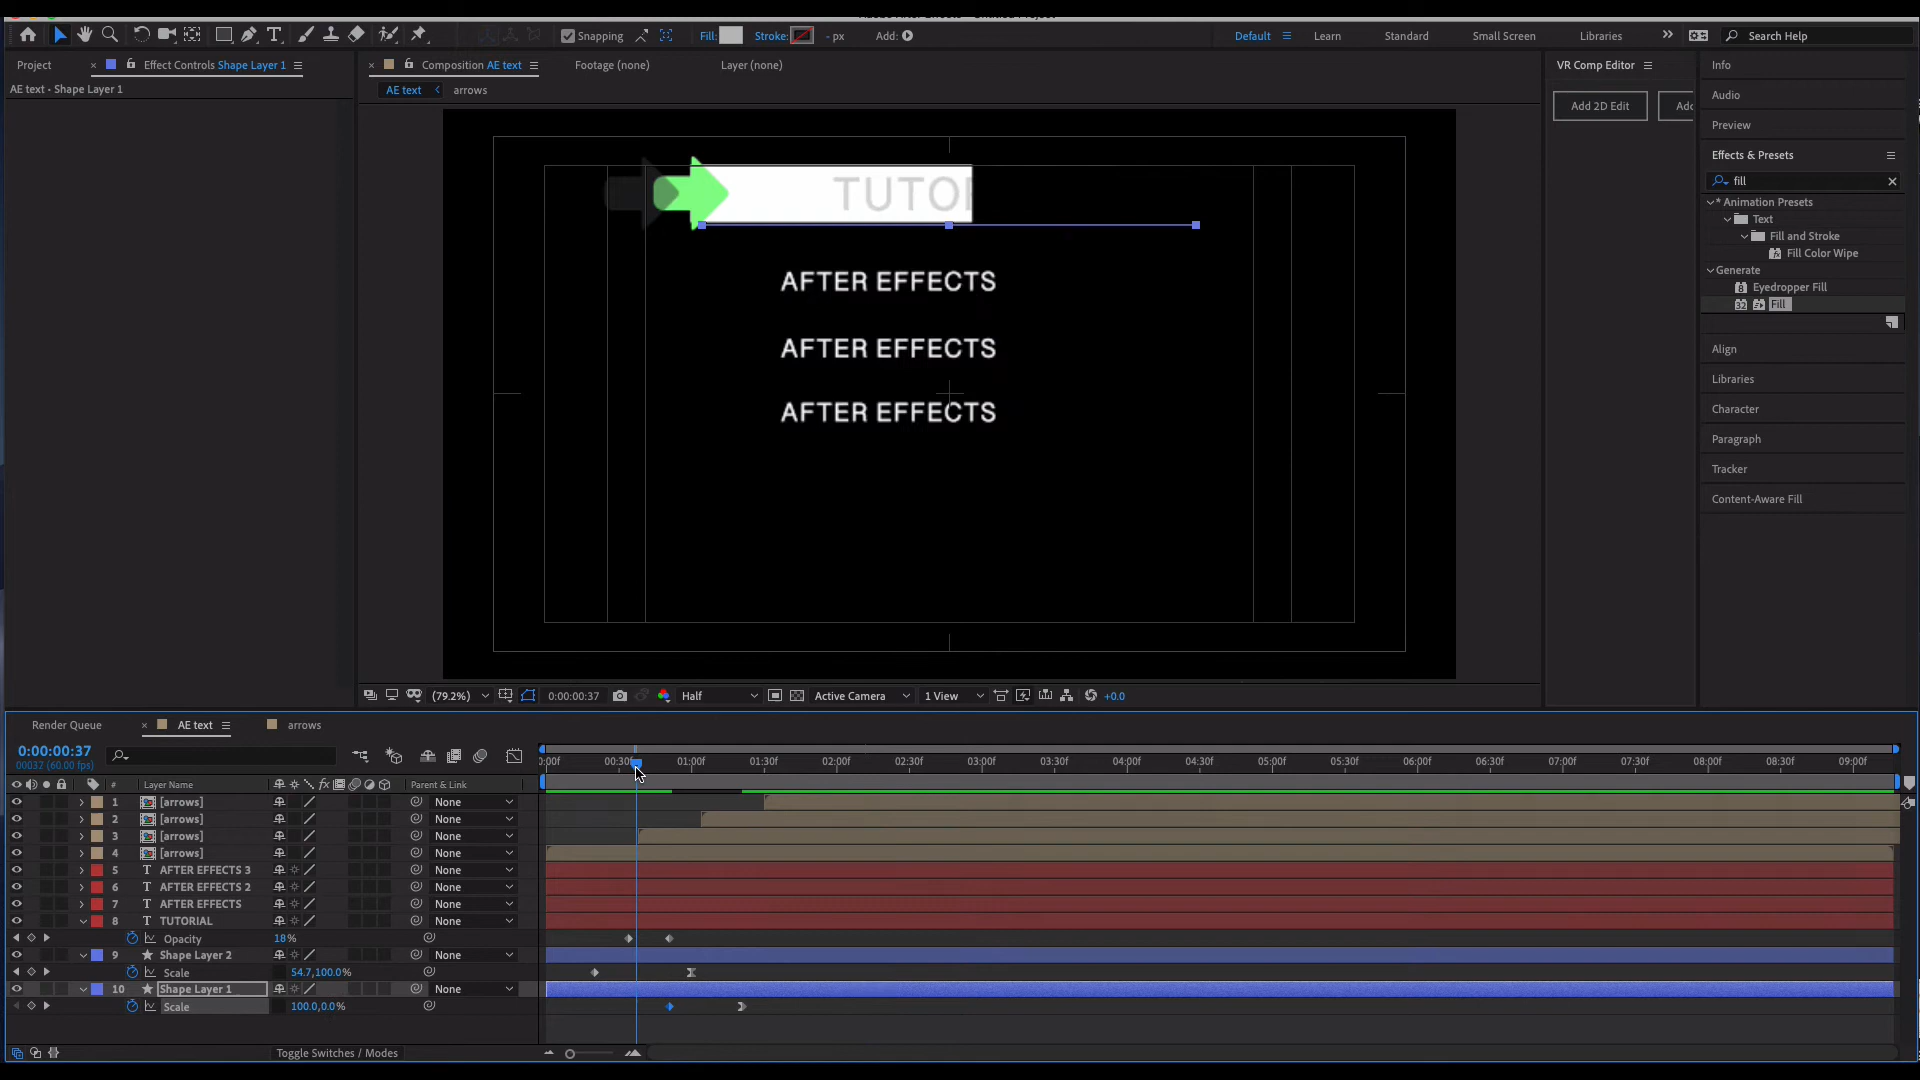 Snapping
Fill:
Stroke:
- px
Add:
Default
Learn
Standard
Small Screen
Libraries
Search Help
Project
Effect Controls Shape Layer 1
Composition AE text
Footage (none)
Layer (none)
VR Comp Editor
Info
AE text - Shape Layer 1
AE text
arrows
Add 2D Edit
Audio
Preview
Effects & Presets
fill
* Animation Presets
Text
Fill and Stroke
Fill Color Wipe
Generate
Eyedropper Fill
Fill
Align
Libraries
Character
Paragraph
Tracker
Content-Aware Fill
TUTOR
AFTER EFFECTS
AFTER EFFECTS
AFTER EFFECTS
(79.2%)
0:00:00:37
Half
Active Camera
1 View
+0.0
Render Queue
AE text
arrows
0:00:00:37
00037 (60.00 fps)
0:00f
00:30f
01:00f
01:30f
02:00f
02:30f
03:00f
03:30f
04:00f
04:30f
05:00f
05:30f
06:00f
06:30f
07:00f
07:30f
08:00f
08:30f
09:00f
# Layer Name Parent & Link
1 [arrows] None
2 [arrows] None
3 [arrows] None
4 [arrows] None
5 T AFTER EFFECTS 3 None
6 T AFTER EFFECTS 2 None
7 T AFTER EFFECTS None
8 T TUTORIAL None
Opacity 18%
9 Shape Layer 2 None
Scale 54.7,100.0%
10 Shape Layer 1 None
Scale 100.0,0.0%
Toggle Switches / Modes